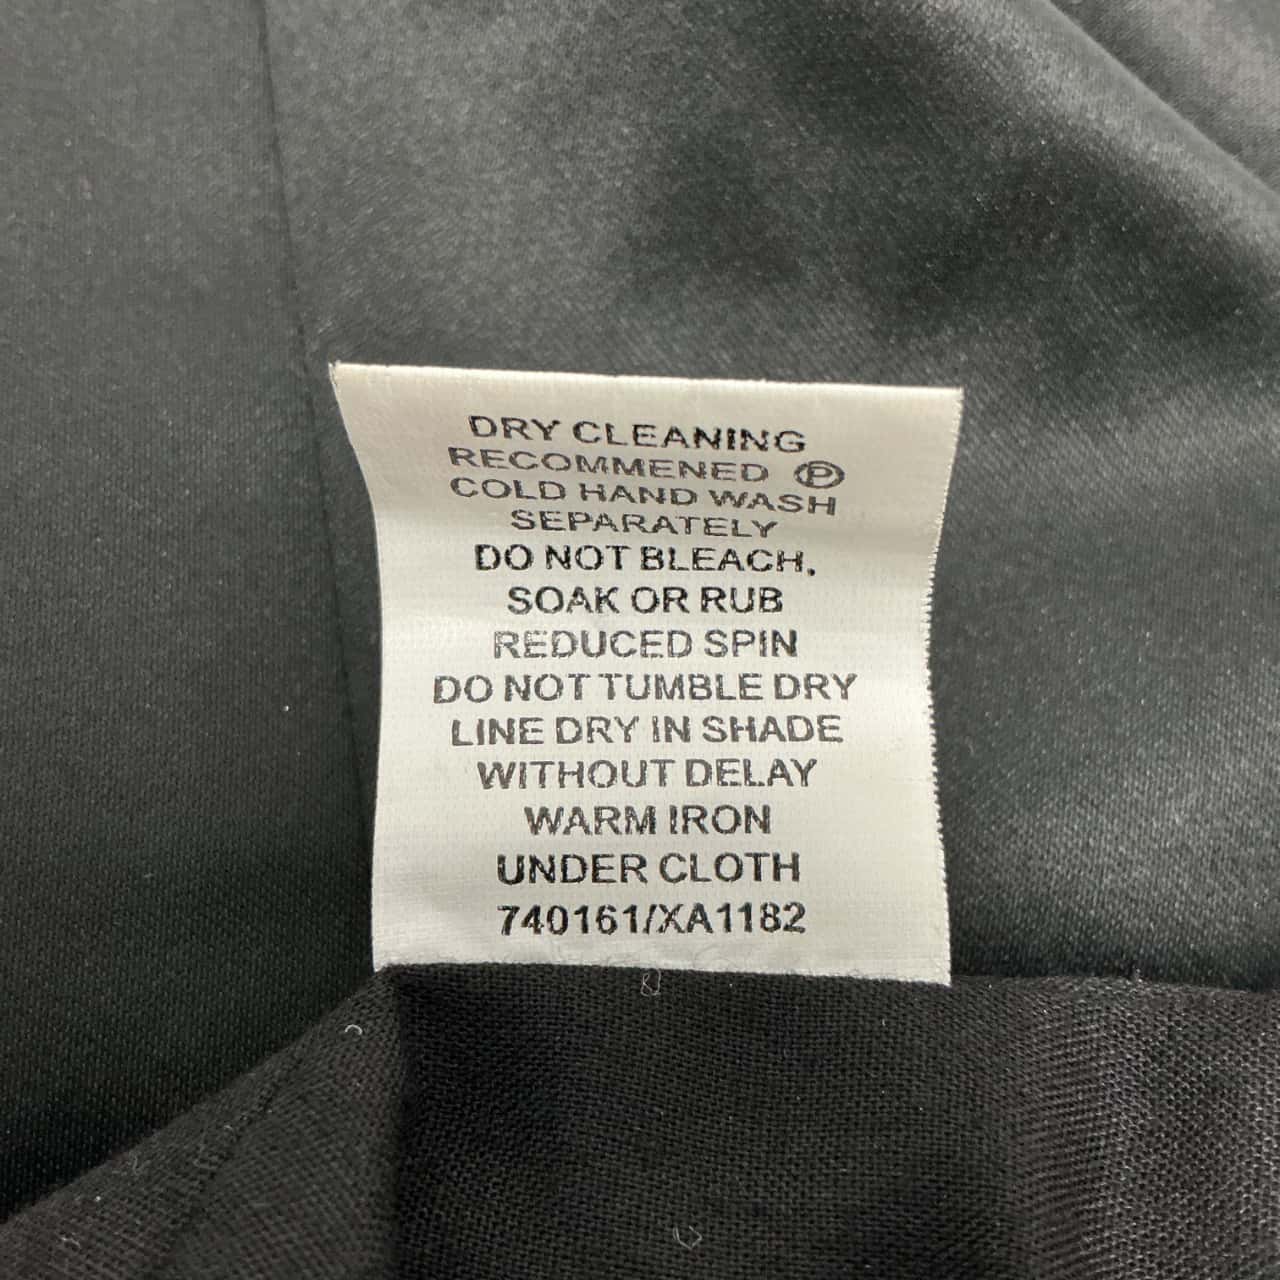 DRY CLEANING
RECOMMENED Ⓟ
COLD HAND WASH
SEPARATELY
DO NOT BLEACH,
SOAK OR RUB
REDUCED SPIN
DO NOT TUMBLE DRY
LINE DRY IN SHADE
WITHOUT DELAY
WARM IRON
UNDER CLOTH
740161/XA1182